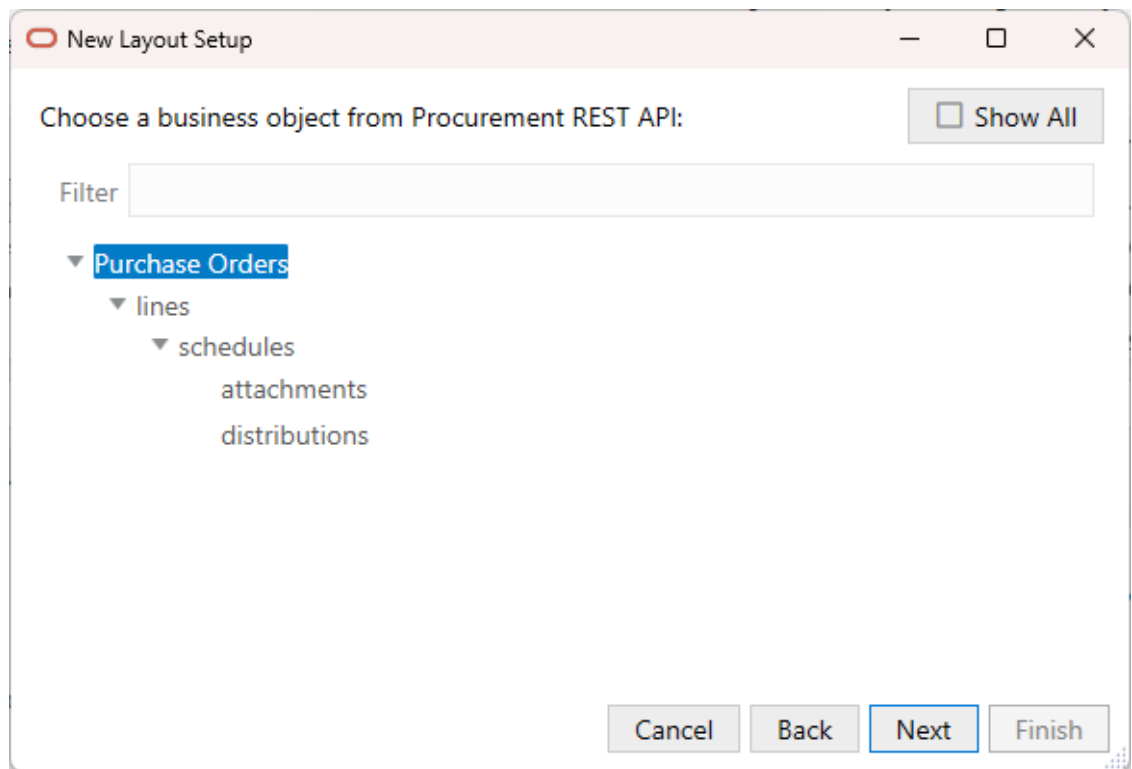 New Layout Setup
Choose a business object from Procurement REST API:
Show All
Filter
Purchase Orders
lines
schedules
attachments
distributions
Cancel Back Next Finish